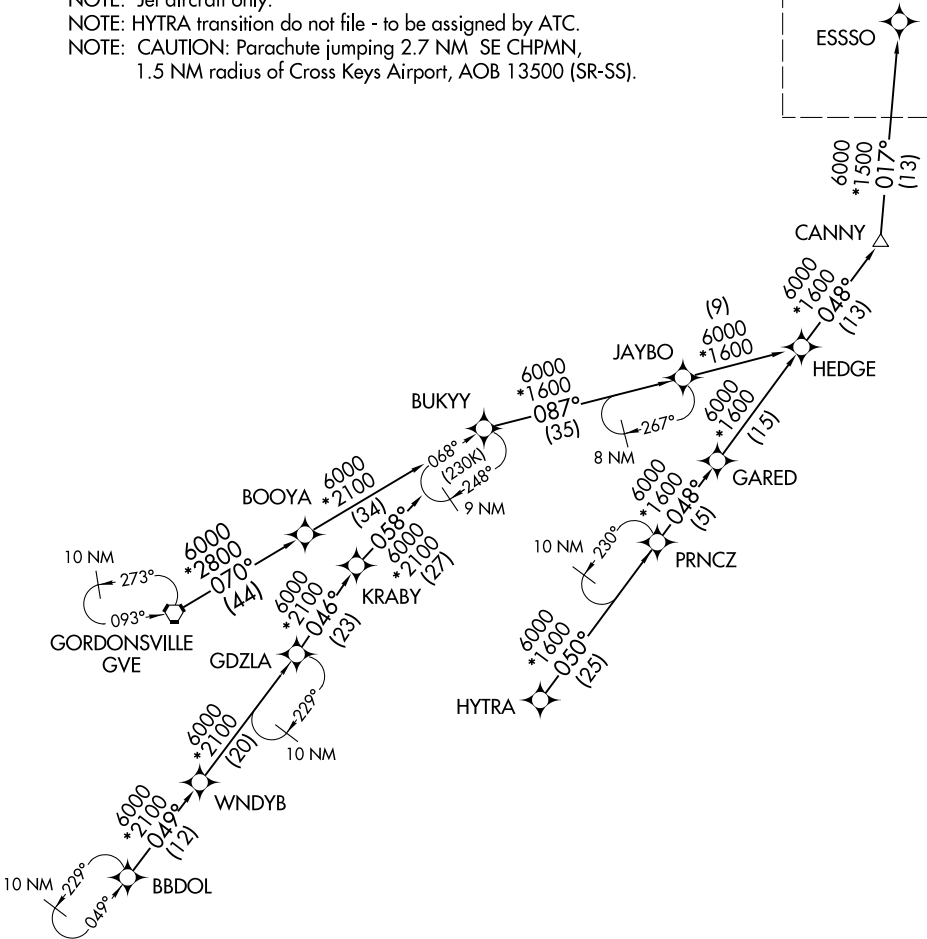 NOTE: Jet aircraft only.
NOTE: HYTRA transition do not file - to be assigned by ATC.
NOTE: CAUTION: Parachute jumping 2.7 NM SE CHPMN,
1.5 NM radius of Cross Keys Airport, AOB 13500 (SR-SS).
ESSSO
6000
*1500
017°
(13)
CANNY
6000
*1600
048°
(13)
HEDGE
(9)
6000
*1600
JAYBO
267°
8 NM
6000
*1600
087°
(35)
BUKYY
068°
(230K)
248°
9 NM
6000
*1600
(15)
GARED
6000
*1600
048°
(5)
PRNCZ
10 NM
230°
6000
*1600
050°
(25)
HYTRA
BOOYA
6000
*2100
(34)
058°
6000
*2100
(27)
KRABY
10 NM
273°
093°
GORDONSVILLE
GVE
6000
*2800
070°
(44)
6000
*2100
046°
(23)
GDZLA
229°
10 NM
6000
*2100
(20)
WNDYB
6000
*2100
049°
(12)
BBDOL
10 NM
229°
049°